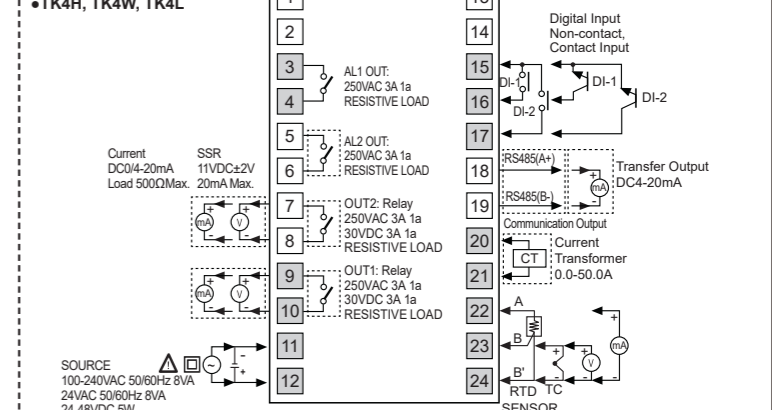 ●TK4H, TK4W, TK4L
1
2
3
4
5
6
7
8
9
10
11
12
13
14
15
16
17
18
19
20
21
22
23
24
AL1 OUT:
250VAC 3A 1a
RESISTIVE LOAD
AL2 OUT:
250VAC 3A 1a
RESISTIVE LOAD
Current
DC0/4-20mA
Load 500ΩMax.
SSR
11VDC±2V
20mA Max.
mA
+
-
V
+
-
OUT2: Relay
250VAC 3A 1a
30VDC 3A 1a
RESISTIVE LOAD
mA
+
-
V
+
-
OUT1: Relay
250VAC 3A 1a
30VDC 3A 1a
RESISTIVE LOAD
SOURCE
100-240VAC 50/60Hz 8VA
24VAC 50/60Hz 8VA
24-48VDC 5W
~
-
+
Digital Input
Non-contact,
Contact Input
DI-1
DI-2
DI-1
DI-2
RS485(A+)
RS485(B-)
Communication Output
+
mA
-
Transfer Output
DC4-20mA
CT
Current
Transformer
0.0-50.0A
A
B
B'
RTD
TC
+
-
V
+
-
mA
+
-
SENSOR